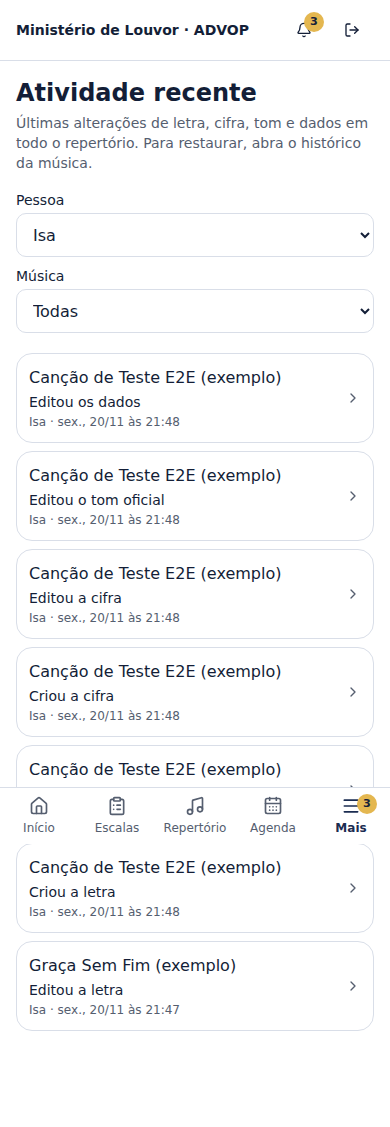 Ministério de Louvor · ADVOP
3
Atividade recente
Últimas alterações de letra, cifra, tom e dados em
todo o repertório. Para restaurar, abra o histórico
da música.
Pessoa
Isa
Música
Todas
Canção de Teste E2E (exemplo)
Editou os dados
Isa · sex., 20/11 às 21:48
Canção de Teste E2E (exemplo)
Editou o tom oficial
Isa · sex., 20/11 às 21:48
Canção de Teste E2E (exemplo)
Editou a cifra
Isa · sex., 20/11 às 21:48
Canção de Teste E2E (exemplo)
Criou a cifra
Isa · sex., 20/11 às 21:48
Canção de Teste E2E (exemplo)
3
Início
Escalas
Repertório
Agenda
Mais
Canção de Teste E2E (exemplo)
Criou a letra
Isa · sex., 20/11 às 21:48
Graça Sem Fim (exemplo)
Editou a letra
Isa · sex., 20/11 às 21:47